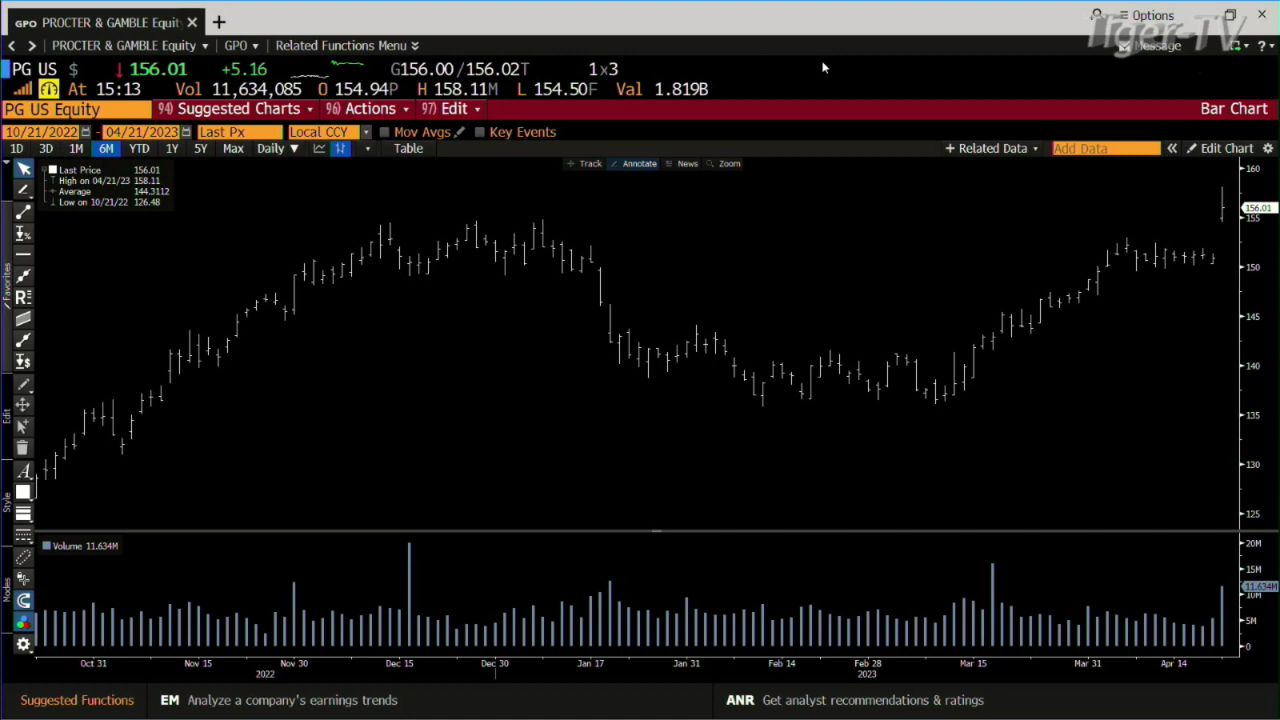 GPO PROCTER & GAMBLE Equit × +
Options
Tiger-TV
< > PROCTER & GAMBLE Equity GPO Related Functions Menu
Message ?
PG US $ ↓ 156.01 +5.16 G156.00/156.02T 1x3
At 15:13 Vol 11,634,085 O 154.94P H 158.11M L 154.50F Val 1.819B
PG US Equity 94) Suggested Charts 96) Actions 97) Edit Bar Chart
10/21/2022 - 04/21/2023 Last Px Local CCY Mov Avgs Key Events
1D 3D 1M 6M YTD 1Y 5Y Max Daily ▼ Table + Related Data Add Data « Edit Chart
Track Annotate News Zoom
Last Price 156.01
High on 04/21/23 158.11
Average 144.3112
Low on 10/21/22 126.48
Favorites
Edit
Style
Modes
160
156.01
155
150
145
140
135
130
125
Volume 11.634M
20M
15M
11.634M
10M
5M
0
Oct 31 Nov 15 Nov 30 Dec 15 Dec 30 Jan 17 Jan 31 Feb 14 Feb 28 Mar 15 Mar 31 Apr 14
2022 2023
Suggested Functions EM Analyze a company's earnings trends ANR Get analyst recommendations & ratings